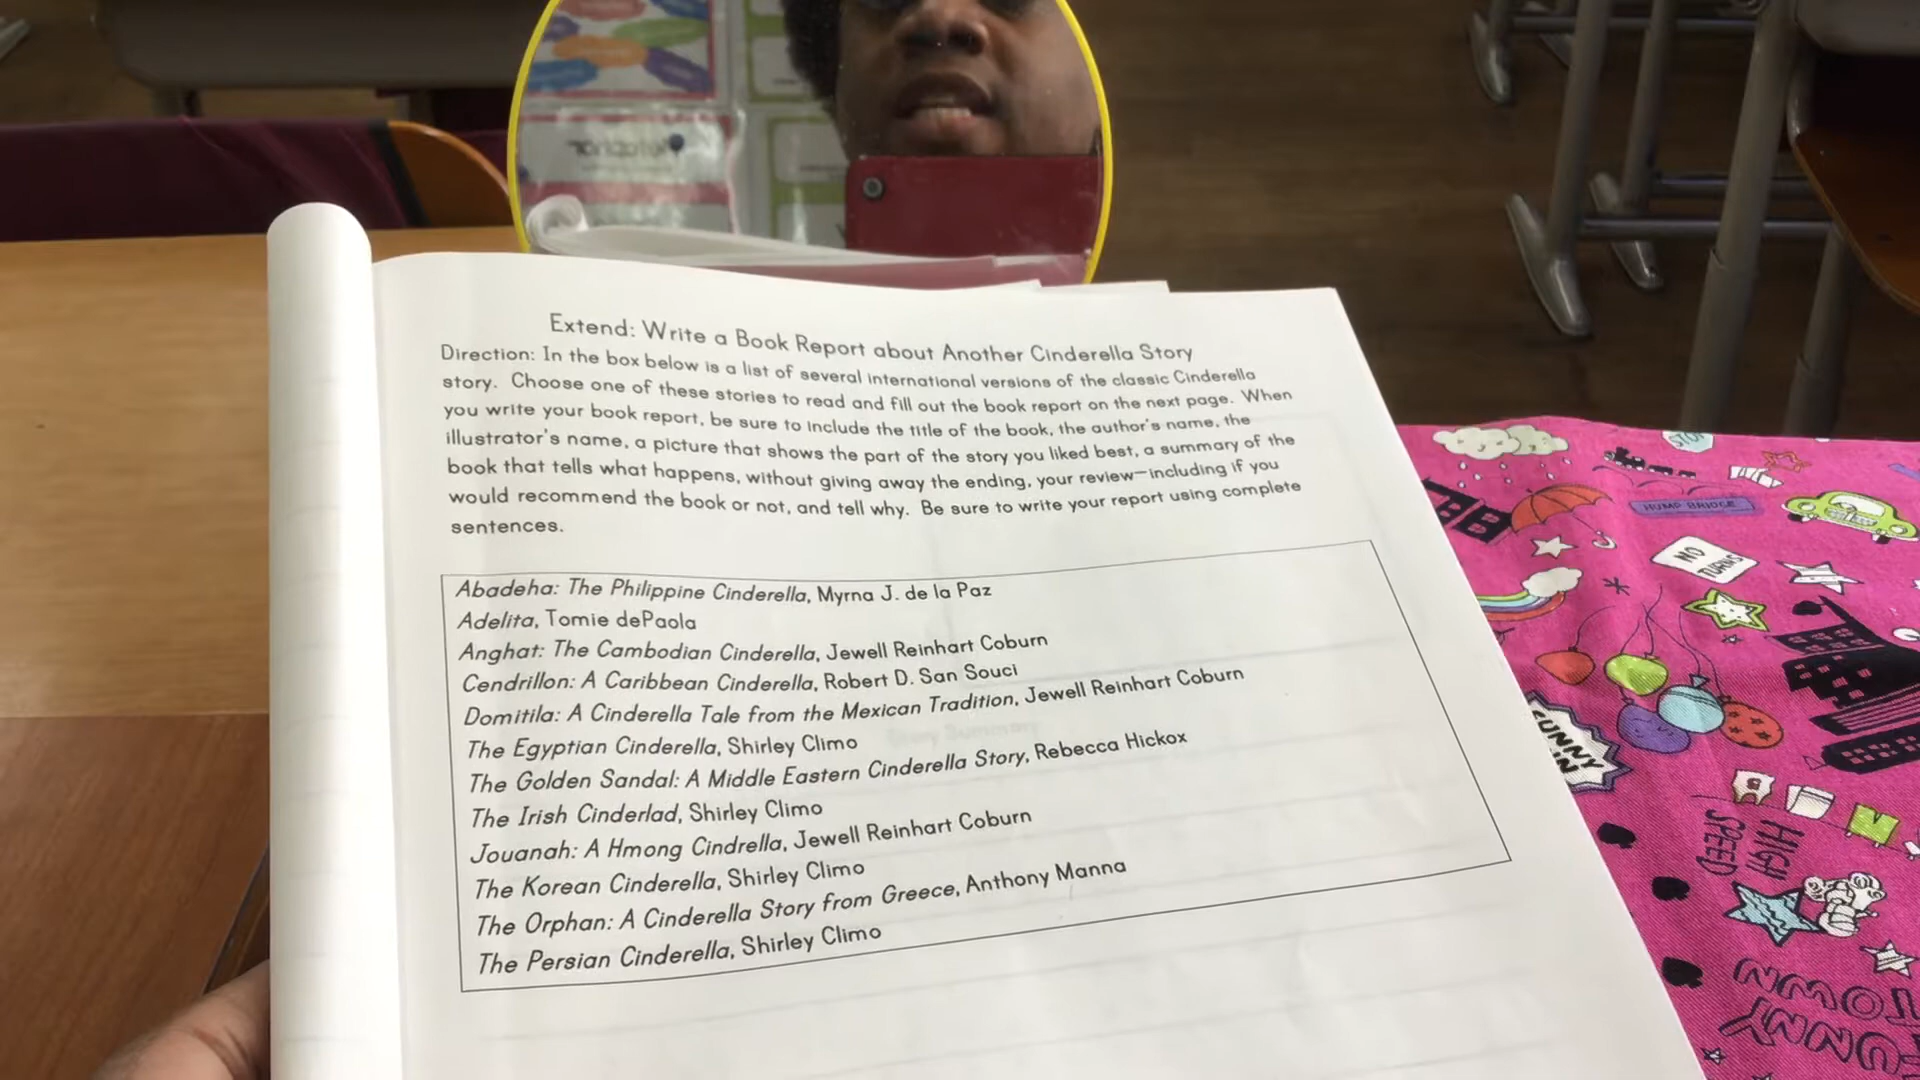 Extend: Write a Book Report about Another Cinderella Story
Direction: In the box below is a list of several international versions of the classic Cinderella
story. Choose one of these stories to read and fill out the book report on the next page. When
you write your book report, be sure to include the title of the book, the author's name, the
illustrator's name, a picture that shows the part of the story you liked best, a summary of the
book that tells what happens, without giving away the ending, your review—including if you
would recommend the book or not, and tell why. Be sure to write your report using complete
sentences.
Abadeha: The Philippine Cinderella, Myrna J. de la Paz
Adelita, Tomie dePaola
Anghat: The Cambodian Cinderella, Jewell Reinhart Coburn
Cendrillon: A Caribbean Cinderella, Robert D. San Souci
Domitila: A Cinderella Tale from the Mexican Tradition, Jewell Reinhart Coburn
The Egyptian Cinderella, Shirley Climo
The Golden Sandal: A Middle Eastern Cinderella Story, Rebecca Hickox
The Irish Cinderlad, Shirley Climo
Jouanah: A Hmong Cindrella, Jewell Reinhart Coburn
The Korean Cinderella, Shirley Climo
The Orphan: A Cinderella Story from Greece, Anthony Manna
The Persian Cinderella, Shirley Climo
STOP
HUMP BRIDGE
NO
TURNS
HIGH
SPEED